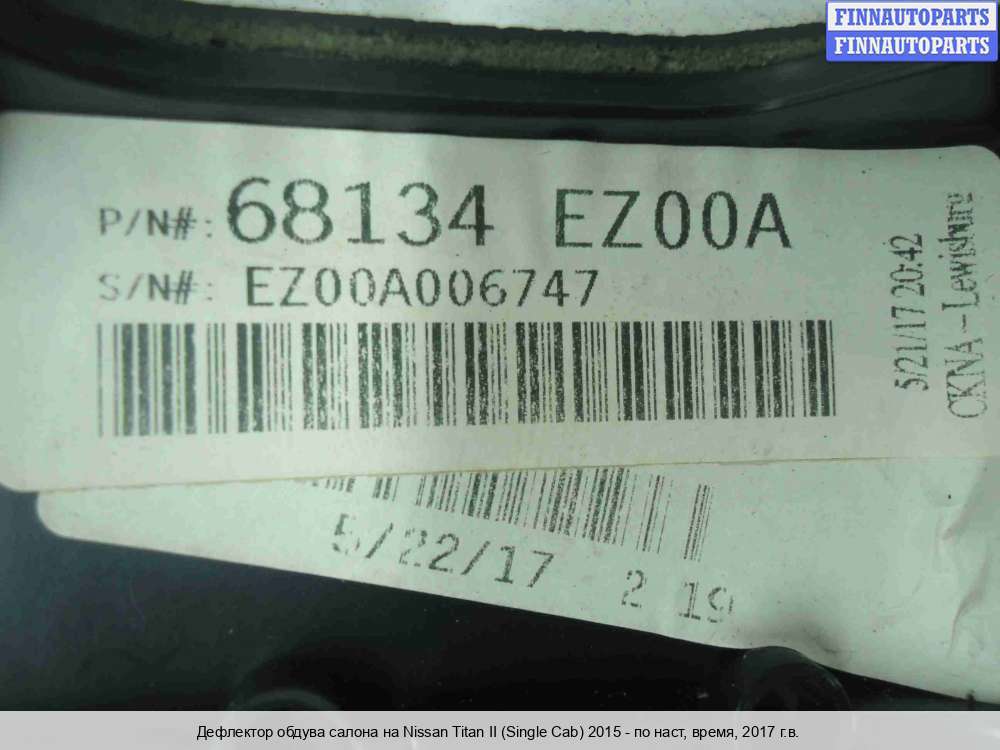 FINNAUTOPARTS
FINNAUTOPARTS
P/N#: 68134 EZ00A
S/N#: EZ00A006747
5/21/17 20:42
CKNA-Lewisburg
5/22/17 2 19
Дефлектор обдува салона на Nissan Titan II (Single Cab) 2015 - по наст, время, 2017 г.в.